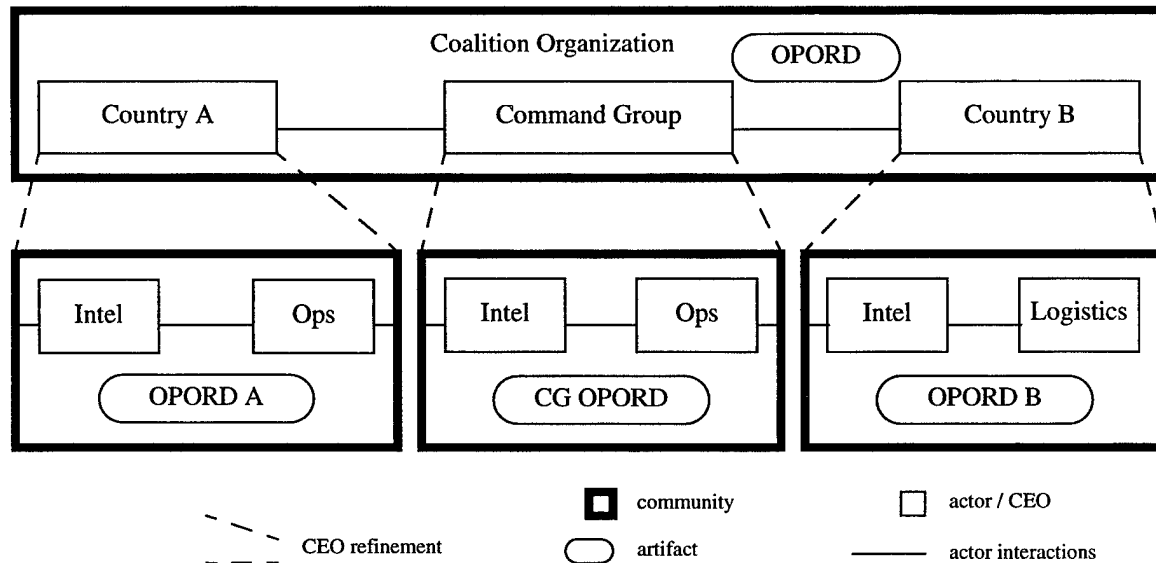 Coalition Organization
OPORD
Country A
Command Group
Country B
Intel
Ops
OPORD A
Intel
Ops
CG OPORD
Intel
Logistics
OPORD B
community
actor / CEO
CEO refinement
artifact
actor interactions